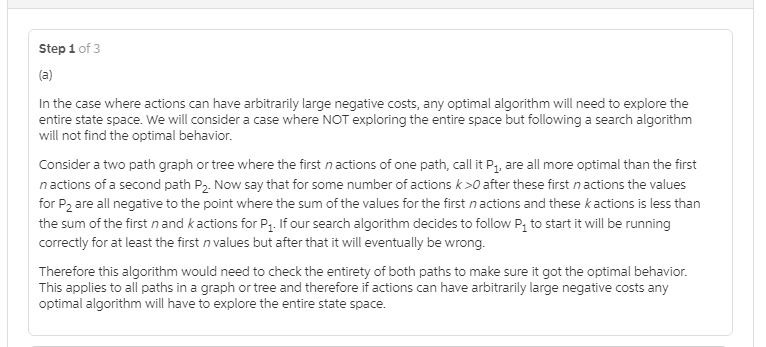 Step 1 of 3
(a)
In the case where actions can have arbitrarily large negative costs, any optimal algorithm will need to explore the
entire state space. We will consider a case where NOT exploring the entire space but following a search algorithm
will not find the optimal behavior.
Consider a two path graph or tree where the first n actions of one path, call it P₁, are all more optimal than the first
n actions of a second path P₂. Now say that for some number of actions k >0 after these first n actions the values
for P₂ are all negative to the point where the sum of the values for the first n actions and these k actions is less than
the sum of the first n and k actions for P₁. If our search algorithm decides to follow P₁ to start it will be running
correctly for at least the first n values but after that it will eventually be wrong.
Therefore this algorithm would need to check the entirety of both paths to make sure it got the optimal behavior.
This applies to all paths in a graph or tree and therefore if actions can have arbitrarily large negative costs any
optimal algorithm will have to explore the entire state space.